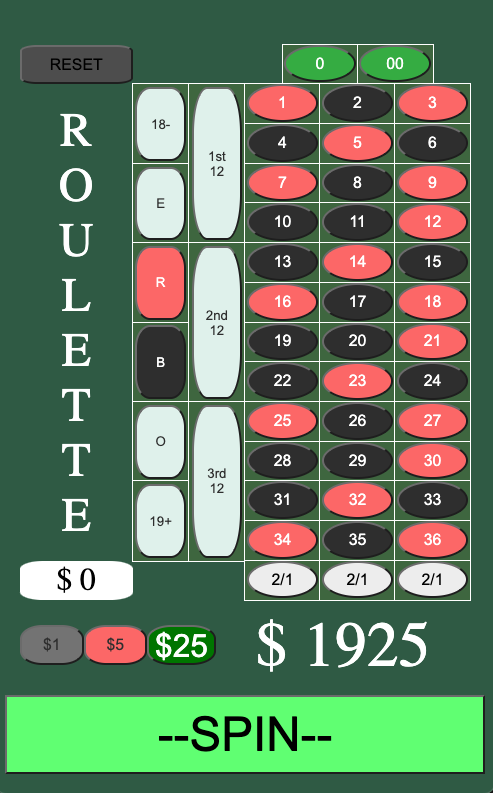 0 00
RESET
ROULETTE
18-
E
R
B
O
19+
1st
12
2nd
12
3rd
12
1 2 3
4 5 6
7 8 9
10 11 12
13 14 15
16 17 18
19 20 21
22 23 24
25 26 27
28 29 30
31 32 33
34 35 36
2/1 2/1 2/1
$ 0
$1 $5 $25
$ 1925
--SPIN--